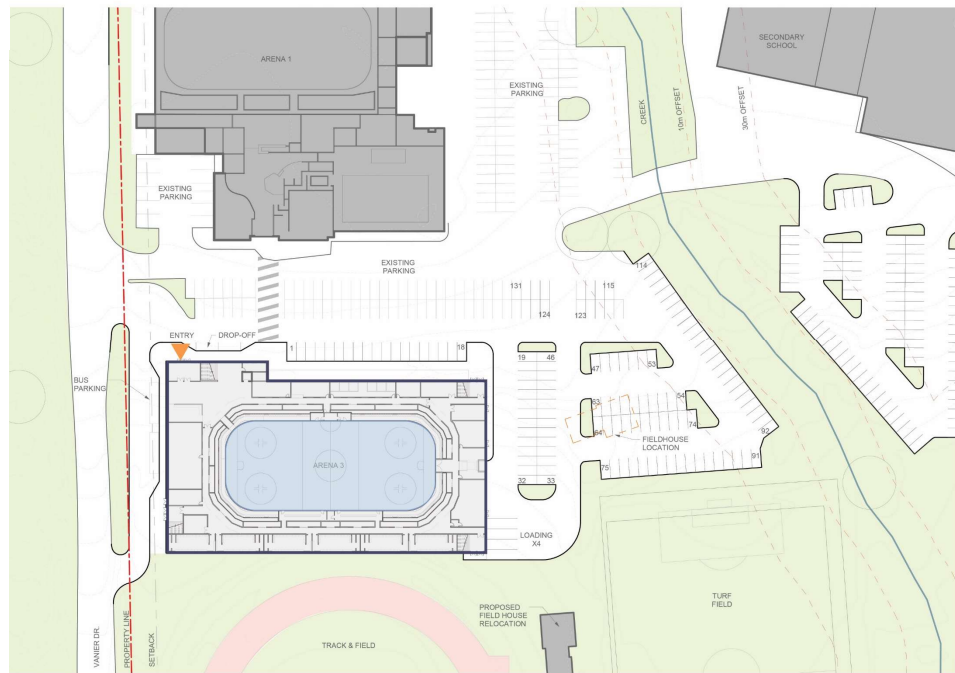 ARENA 1
SECONDARY
SCHOOL
EXISTING
PARKING
CREEK
10m OFFSET
30m OFFSET
EXISTING
PARKING
EXISTING
PARKING
114
131
115
124
123
ENTRY
DROP-OFF
1
18
19
46
47
53
BUS
PARKING
63
54
64
74
92
FIELDHOUSE
LOCATION
91
75
ARENA 3
32
33
LOADING
X4
PROPOSED
FIELD HOUSE
RELOCATION
TURF
FIELD
TRACK & FIELD
VANIER DR.
PROPERTY LINE
SETBACK